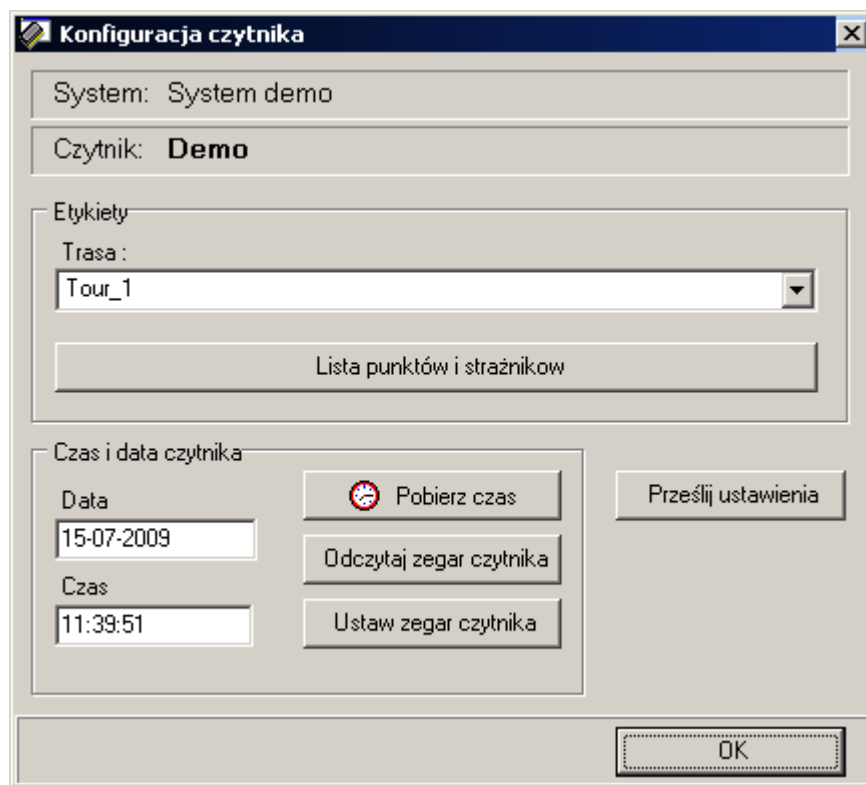 Konfiguracja czytnika
System: System demo
Czytnik: Demo
Etykiety
Trasa :
Tour_1
Lista punktów i strażnikow
Czas i data czytnika
Data
15-07-2009
Czas
11:39:51
Pobierz czas
Odczytaj zegar czytnika
Ustaw zegar czytnika
Prześlij ustawienia
OK